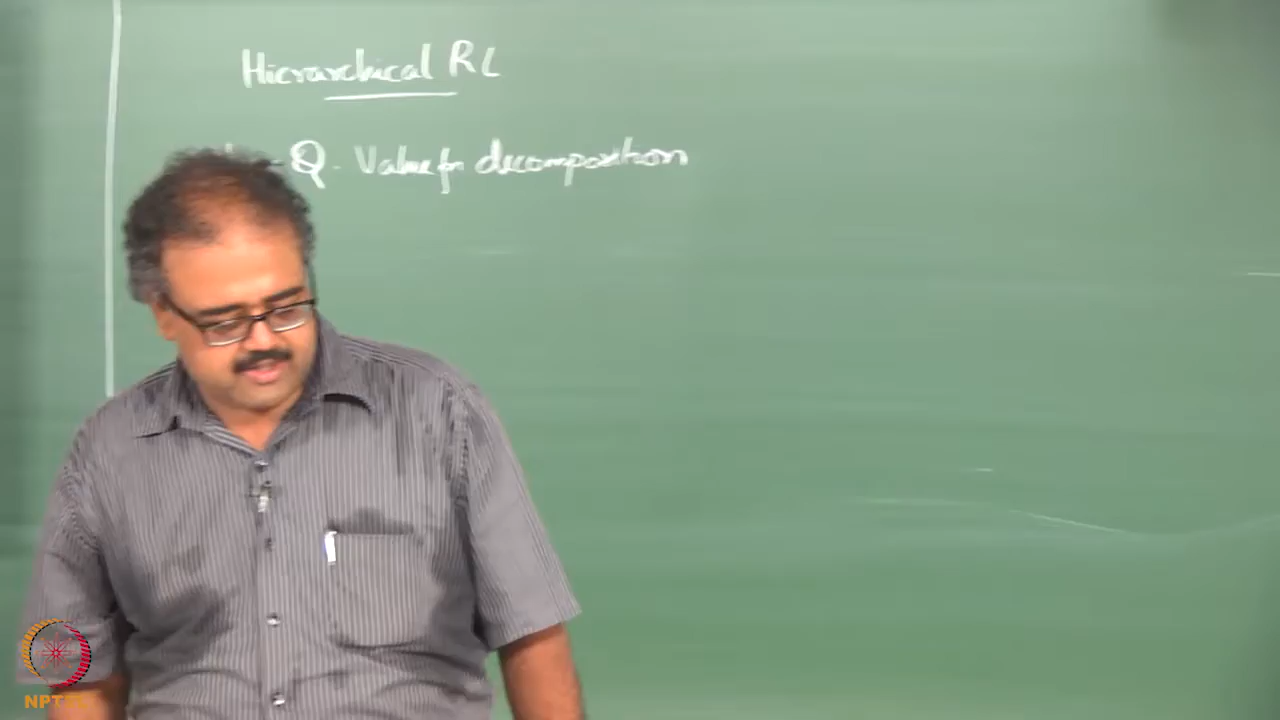 Hierarchical RL
Q - Value fn decomposition
NPTEL